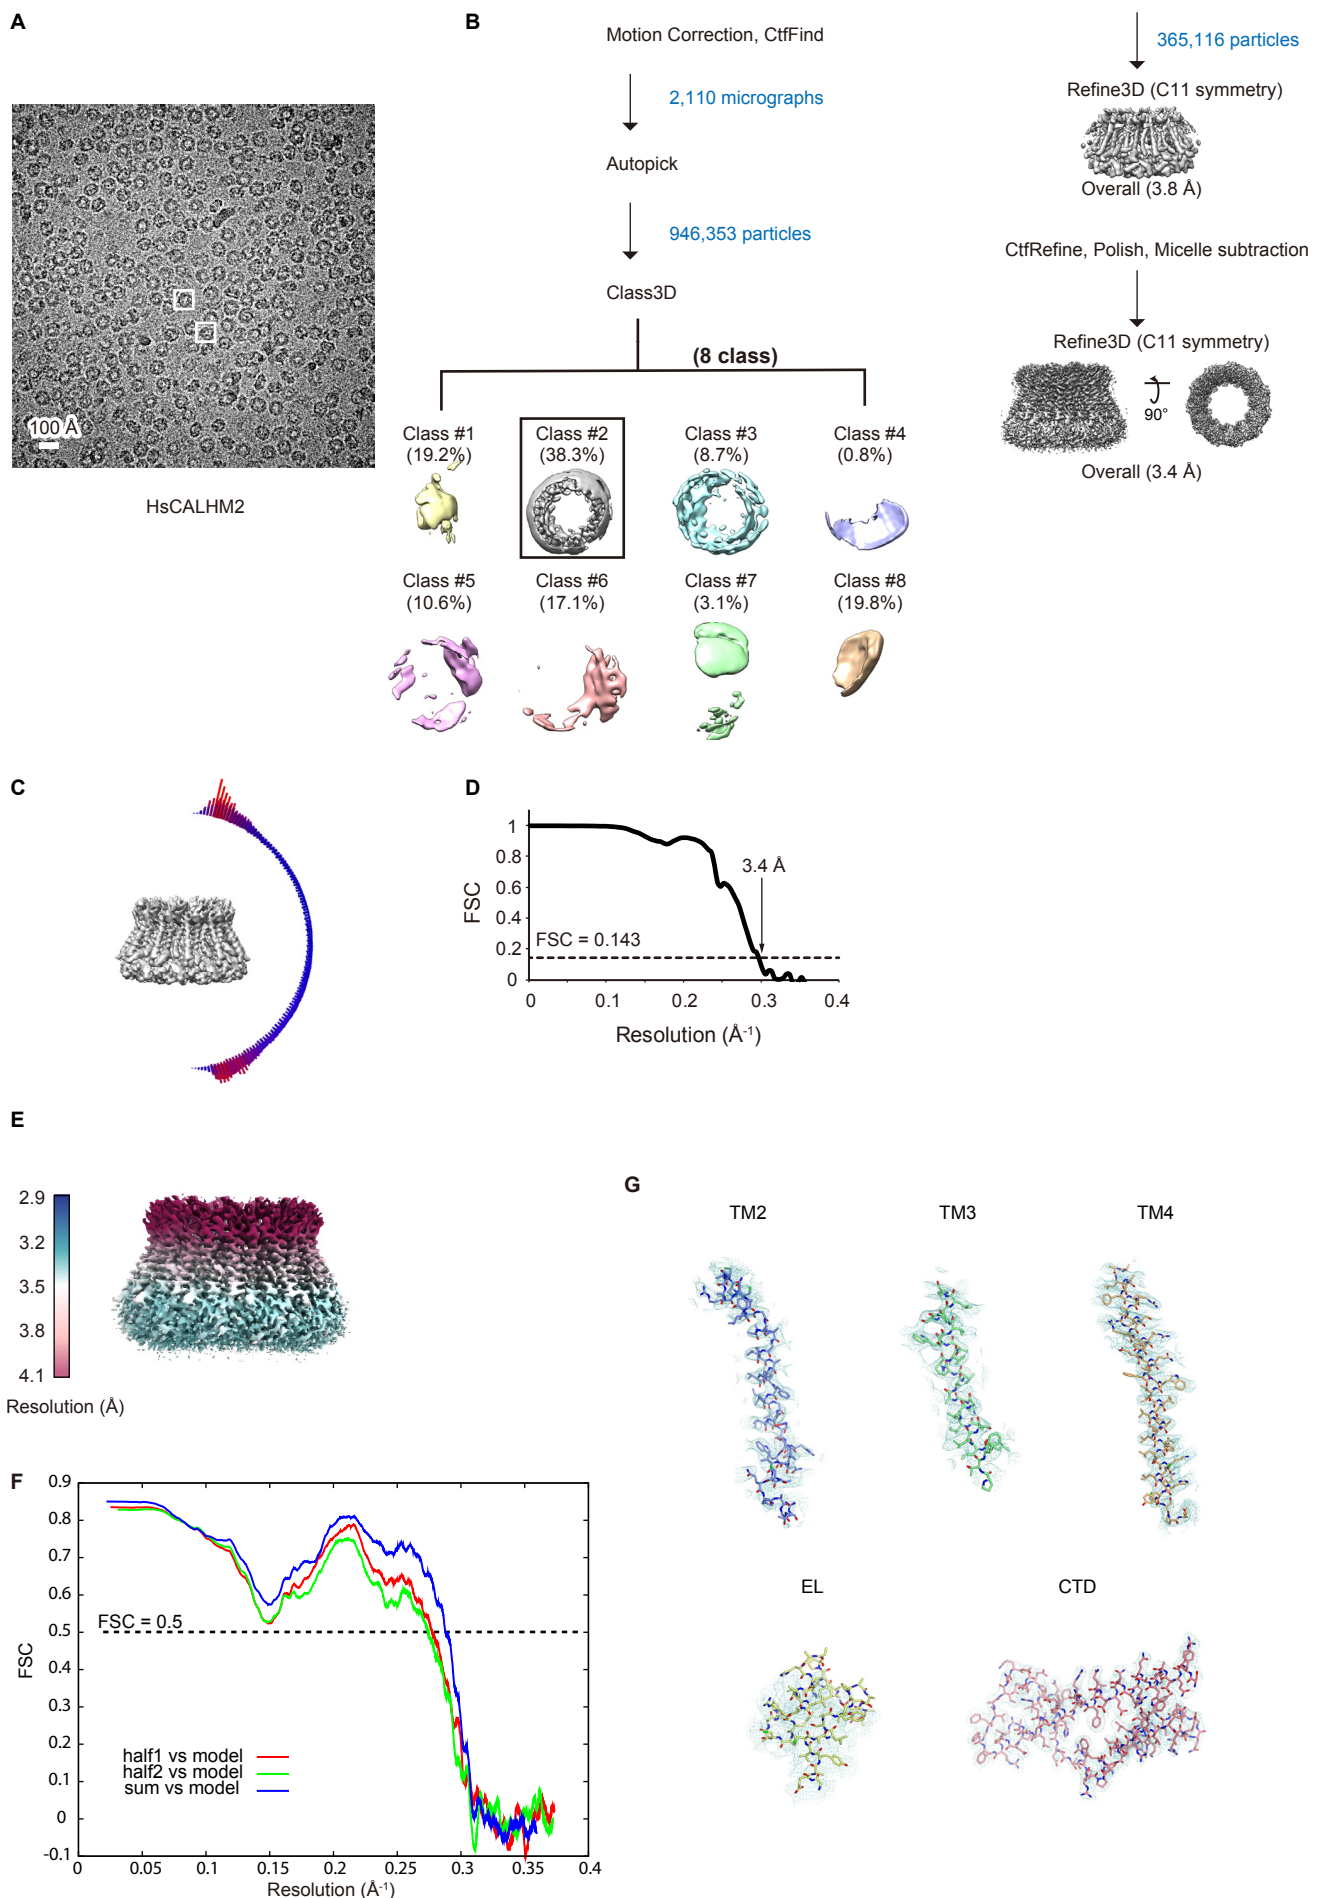 A
100 Å
HsCALHM2
B
Motion Correction, CtfFind
2,110 micrographs
Autopick
946,353 particles
Class3D
(8 class)
Class #1
(19.2%)
Class #2
(38.3%)
Class #3
(8.7%)
Class #4
(0.8%)
Class #5
(10.6%)
Class #6
(17.1%)
Class #7
(3.1%)
Class #8
(19.8%)
365,116 particles
Refine3D (C11 symmetry)
Overall (3.8 Å)
CtfRefine, Polish, Micelle subtraction
Refine3D (C11 symmetry)
90°
Overall (3.4 Å)
C
D
1
0.8
0.6
0.4
0.2
0
FSC
3.4 Å
FSC = 0.143
0
0.1
0.2
0.3
0.4
Resolution (Å-1)
E
2.9
3.2
3.5
3.8
4.1
Resolution (Å)
F
0.9
0.8
0.7
0.6
0.5
0.4
0.3
0.2
0.1
0
-0.1
FSC
FSC = 0.5
half1 vs model
half2 vs model
sum vs model
0
0.05
0.1
0.15
0.2
0.25
0.3
0.35
0.4
Resolution (Å-1)
G
TM2
TM3
TM4
EL
CTD